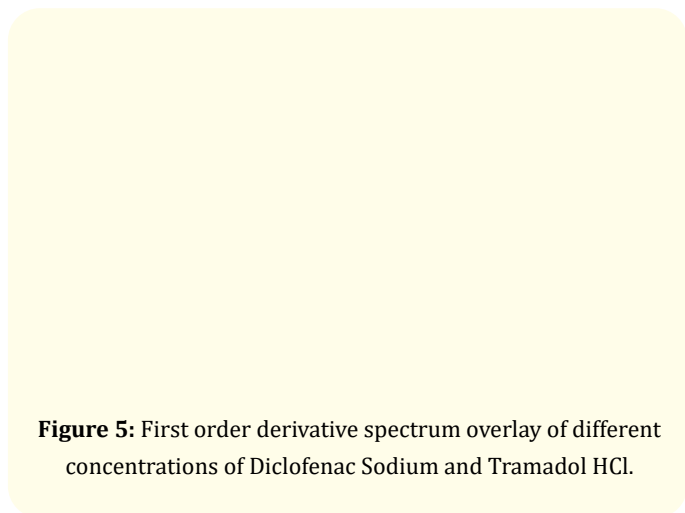 Figure 5: First order derivative spectrum overlay of different
concentrations of Diclofenac Sodium and Tramadol HCl.